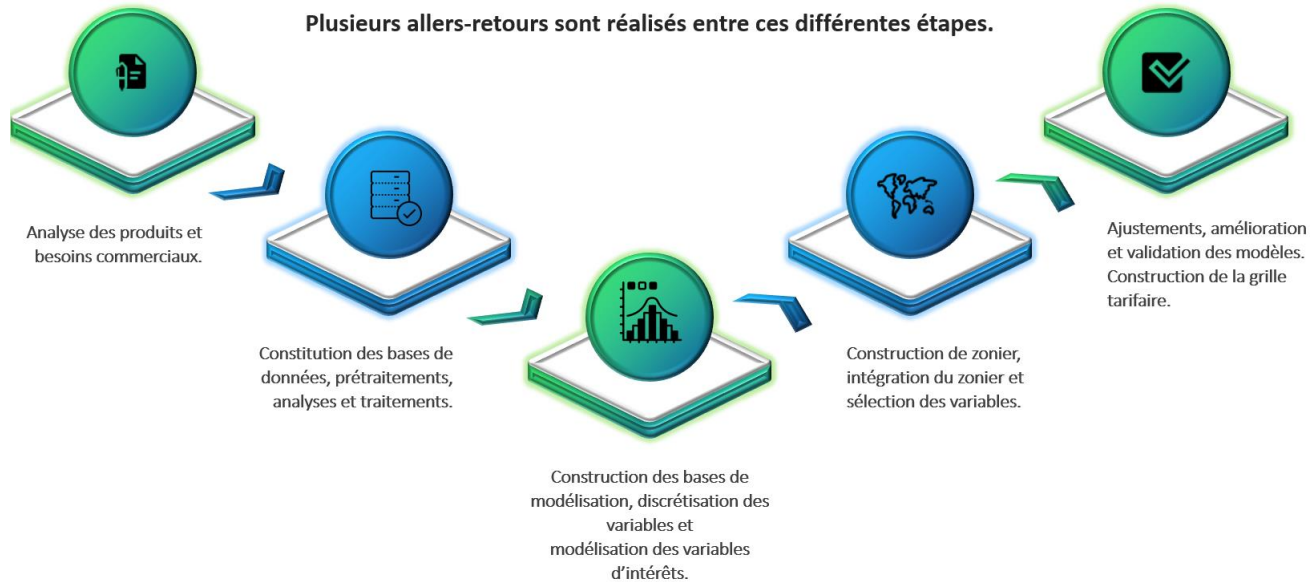 Plusieurs allers-retours sont réalisés entre ces différentes étapes.
Analyse des produits et
besoins commerciaux.
Constitution des bases de
données, prétraitements,
analyses et traitements.
Construction des bases de
modélisation, discrétisation des
variables et
modélisation des variables
d’intérêts.
Construction de zonier,
intégration du zonier et
sélection des variables.
Ajustements, amélioration
et validation des modèles.
Construction de la grille
tarifaire.